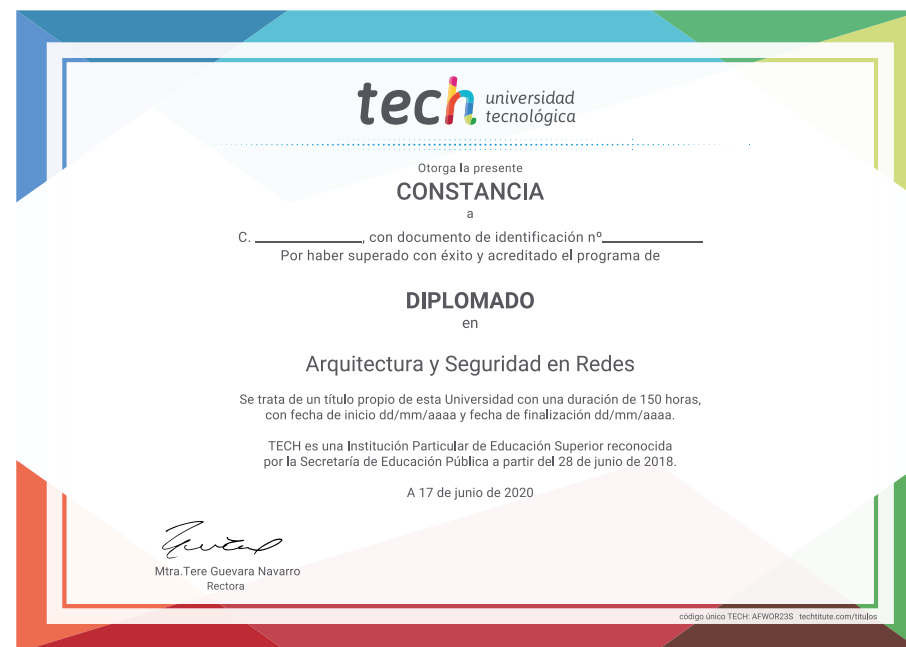 tech universidad
tecnológica
Otorga la presente
CONSTANCIA
a
C. ____________, con documento de identificación nº____________
Por haber superado con éxito y acreditado el programa de
DIPLOMADO
en
Arquitectura y Seguridad en Redes
Se trata de un título propio de esta Universidad con una duración de 150 horas,
con fecha de inicio dd/mm/aaaa y fecha de finalización dd/mm/aaaa.
TECH es una Institución Particular de Educación Superior reconocida
por la Secretaría de Educación Pública a partir del 28 de junio de 2018.
A 17 de junio de 2020
Mtra.Tere Guevara Navarro
Rectora
código único TECH: AFWOR23S techtitute.com/titulos